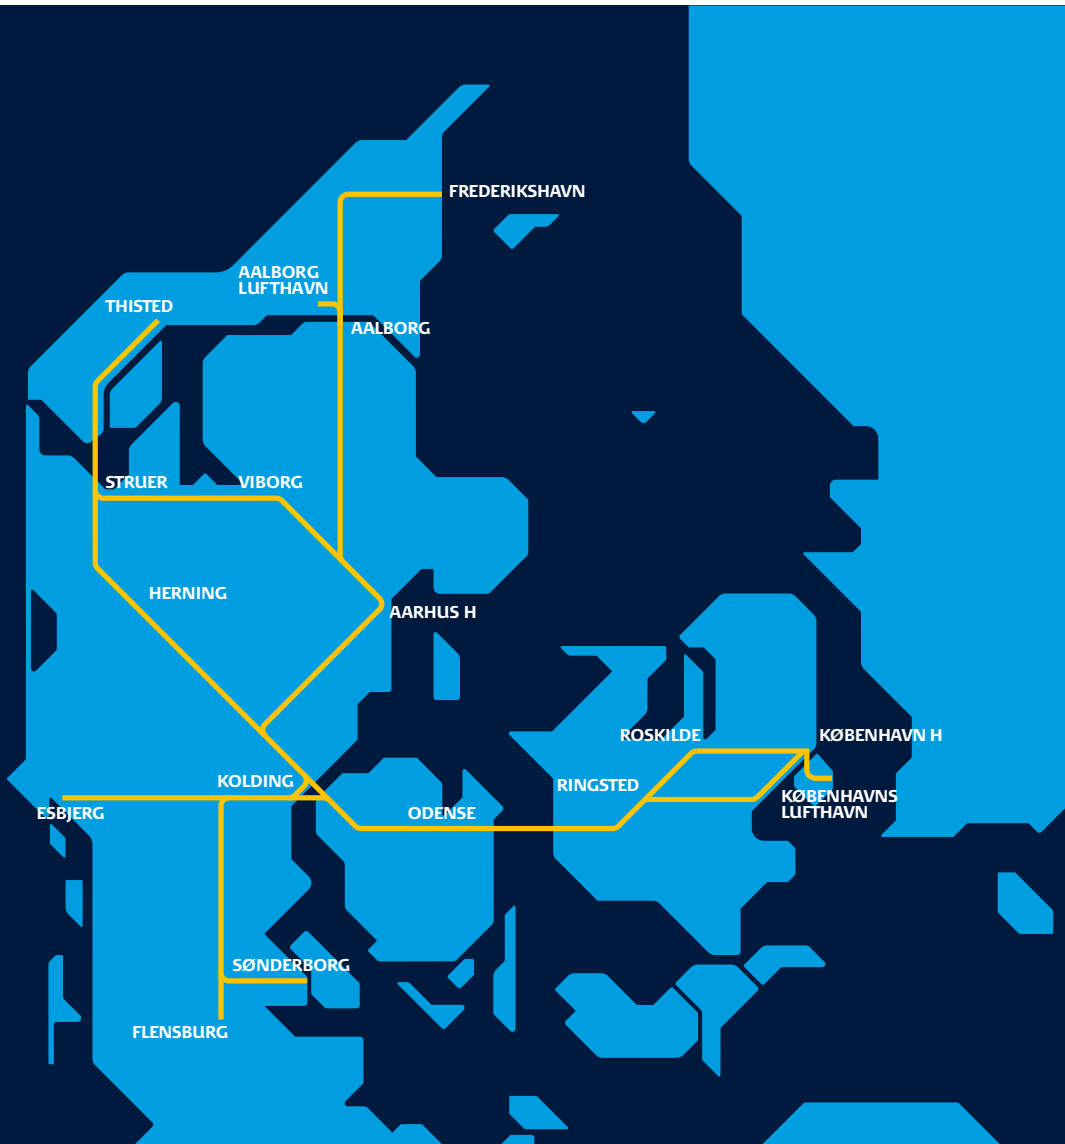 FREDERIKSHAVN
AALBORG
LUFTHAVN
THISTED
AALBORG
STRUER
VIBORG
HERNING
AARHUS H
ROSKILDE
KØBENHAVN H
KOLDING
RINGSTED
KØBENHAVNS
LUFTHAVN
ESBJERG
ODENSE
SØNDERBORG
FLENSBURG